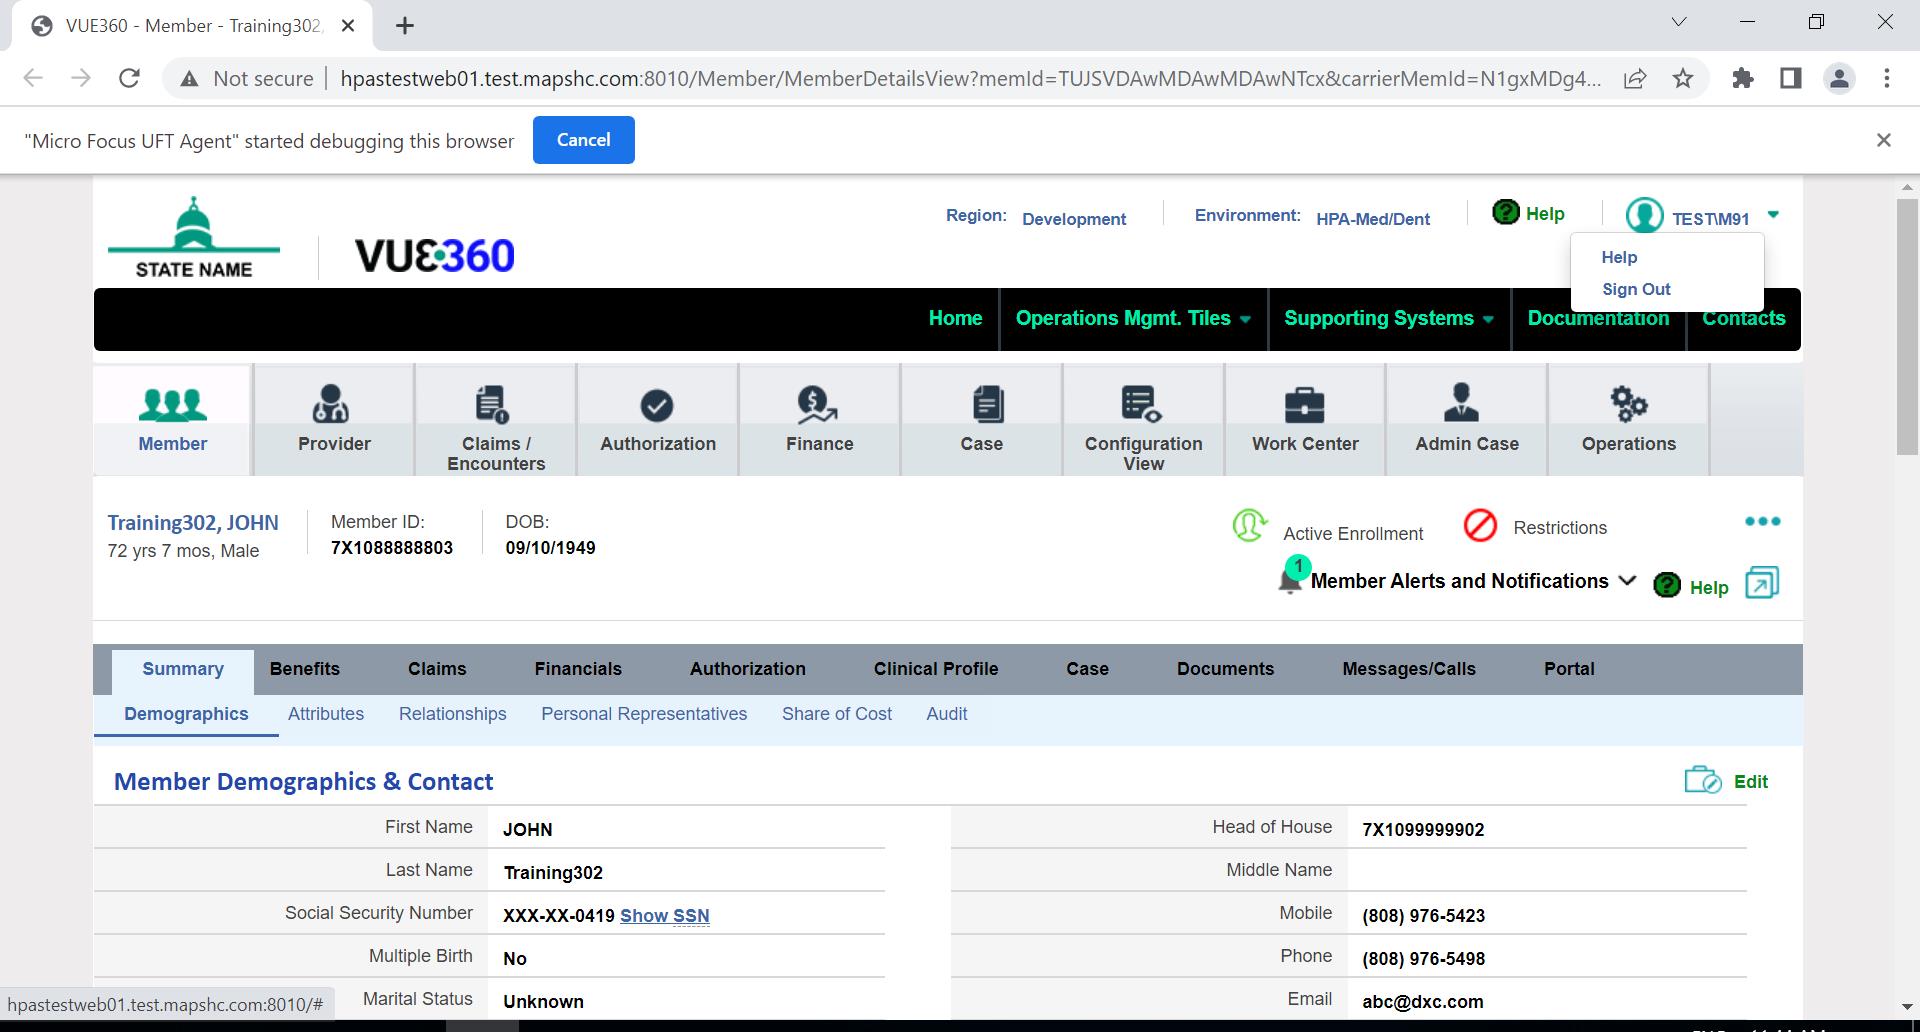 VUE360 - Member - Training302,
Not secure
hpastestweb01.test.mapshc.com:8010/Member/MemberDetailsView?memId=TUJSVDAwMDAwMDAwNTcx&carrierMemId=N1gxMDg4...
"Micro Focus UFT Agent" started debugging this browser
Cancel
STATE NAME
VUE360
Region: Development
Environment: HPA-Med/Dent
? Help
TEST\M91
Help
Sign Out
Home
Operations Mgmt. Tiles
Supporting Systems
Documentation
Contacts
Member
Provider
Claims /
Encounters
Authorization
Finance
Case
Configuration
View
Work Center
Admin Case
Operations
Training302, JOHN
72 yrs 7 mos, Male
Member ID:
7X1088888803
DOB:
09/10/1949
Active Enrollment
Restrictions
1
Member Alerts and Notifications
? Help
Summary
Benefits
Claims
Financials
Authorization
Clinical Profile
Case
Documents
Messages/Calls
Portal
Demographics
Attributes
Relationships
Personal Representatives
Share of Cost
Audit
Member Demographics & Contact
Edit
First Name JOHN
Head of House 7X1099999902
Last Name Training302
Middle Name
Social Security Number XXX-XX-0419 Show SSN
Mobile (808) 976-5423
Multiple Birth No
Phone (808) 976-5498
Marital Status Unknown
Email abc@dxc.com
hpastestweb01.test.mapshc.com:8010/#